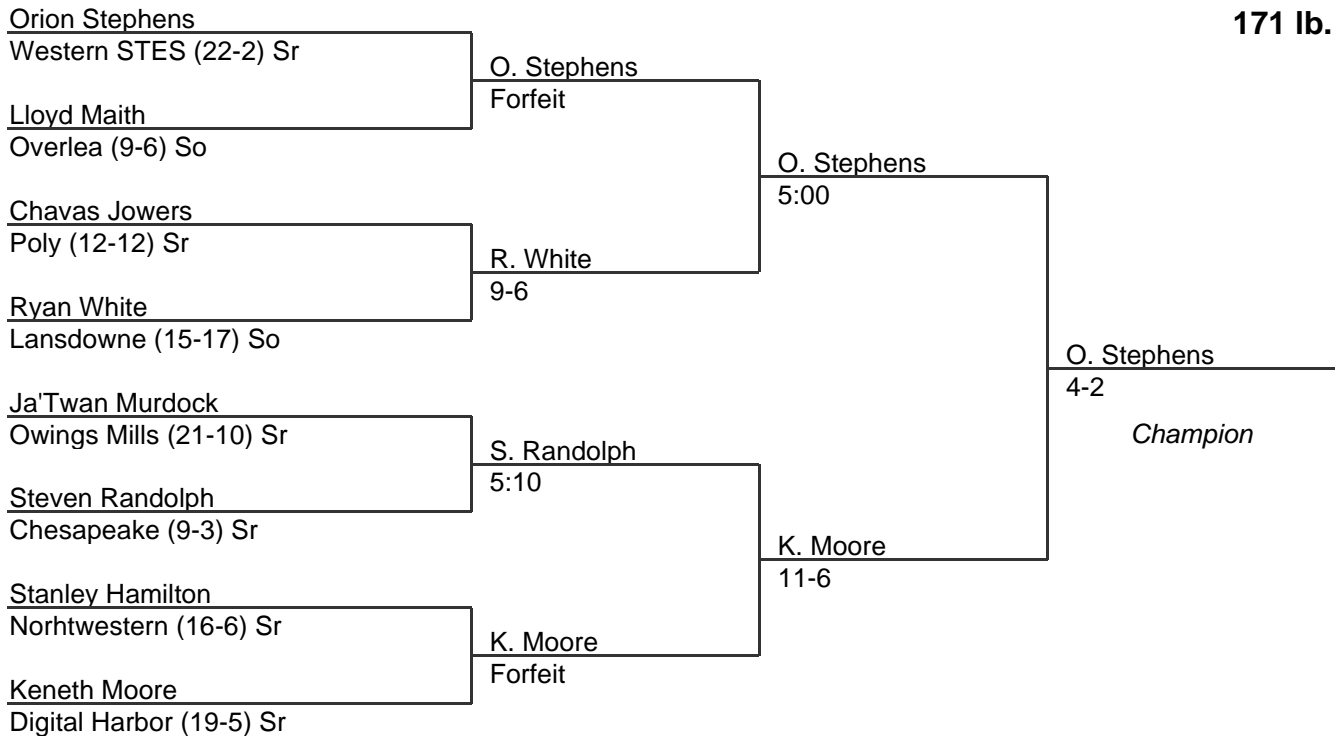 Orion Stephens
171 lb.
Western STES (22-2) Sr
O. Stephens
Forfeit
Lloyd Maith
Overlea (9-6) So
O. Stephens
5:00
Chavas Jowers
Poly (12-12) Sr
R. White
9-6
Ryan White
Lansdowne (15-17) So
O. Stephens
4-2
Champion
Ja'Twan Murdock
Owings Mills (21-10) Sr
S. Randolph
5:10
Steven Randolph
Chesapeake (9-3) Sr
K. Moore
11-6
Stanley Hamilton
Norhtwestern (16-6) Sr
K. Moore
Forfeit
Keneth Moore
Digital Harbor (19-5) Sr